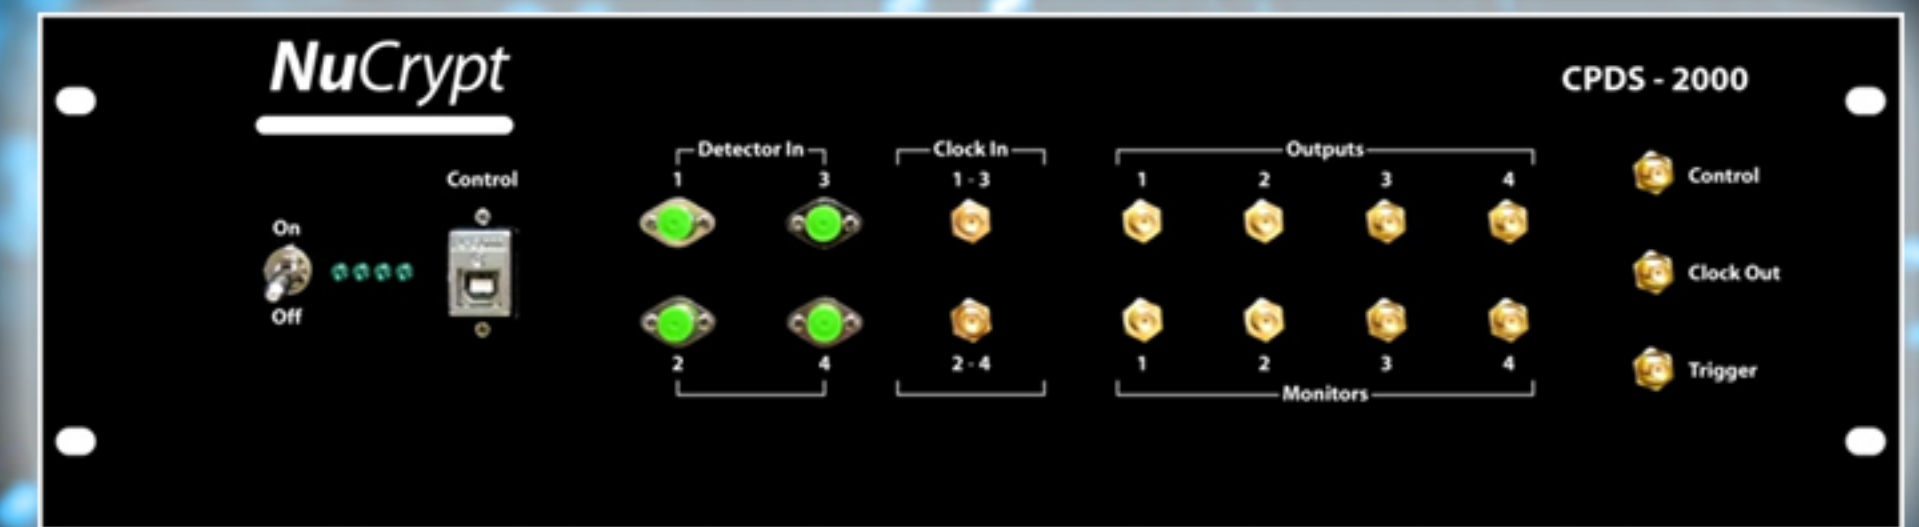 NuCrypt
CPDS - 2000
Control
On
Off
Detector In
1 3
2 4
Clock In
1 - 3
2 - 4
Outputs
1 2 3 4
1 2 3 4
Monitors
Control
Clock Out
Trigger